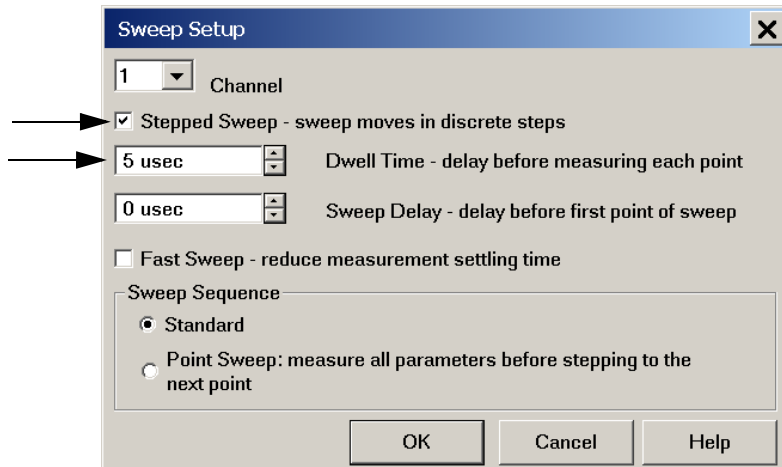 Sweep Setup
1
Channel
Stepped Sweep - sweep moves in discrete steps
5 usec
Dwell Time - delay before measuring each point
0 usec
Sweep Delay - delay before first point of sweep
Fast Sweep - reduce measurement settling time
Sweep Sequence
Standard
Point Sweep: measure all parameters before stepping to the
next point
OK
Cancel
Help